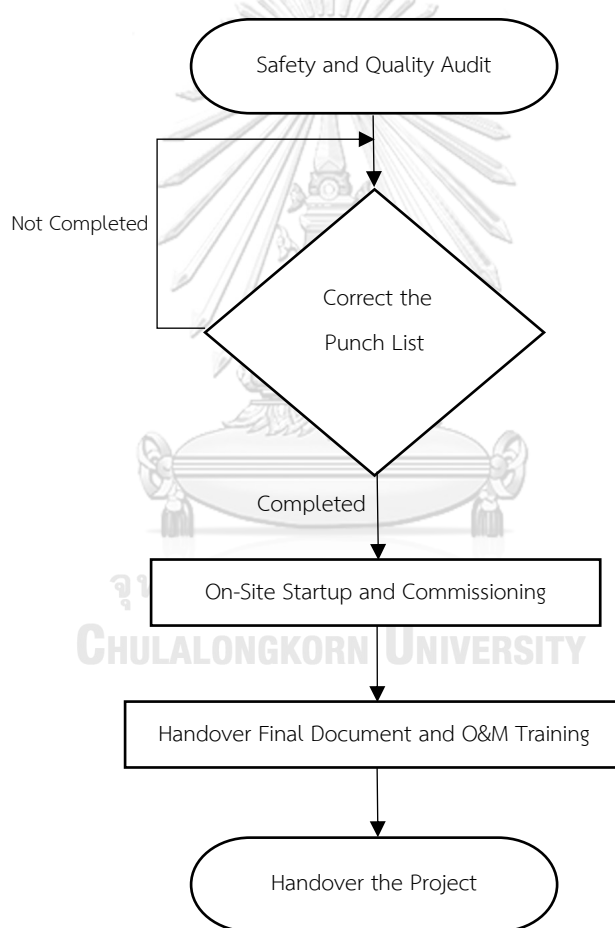 Safety and Quality Audit
Not Completed
Correct the
Punch List
Completed
On-Site Startup and Commissioning
CHULALONGKORN UNIVERSITY
Handover Final Document and O&M Training
Handover the Project